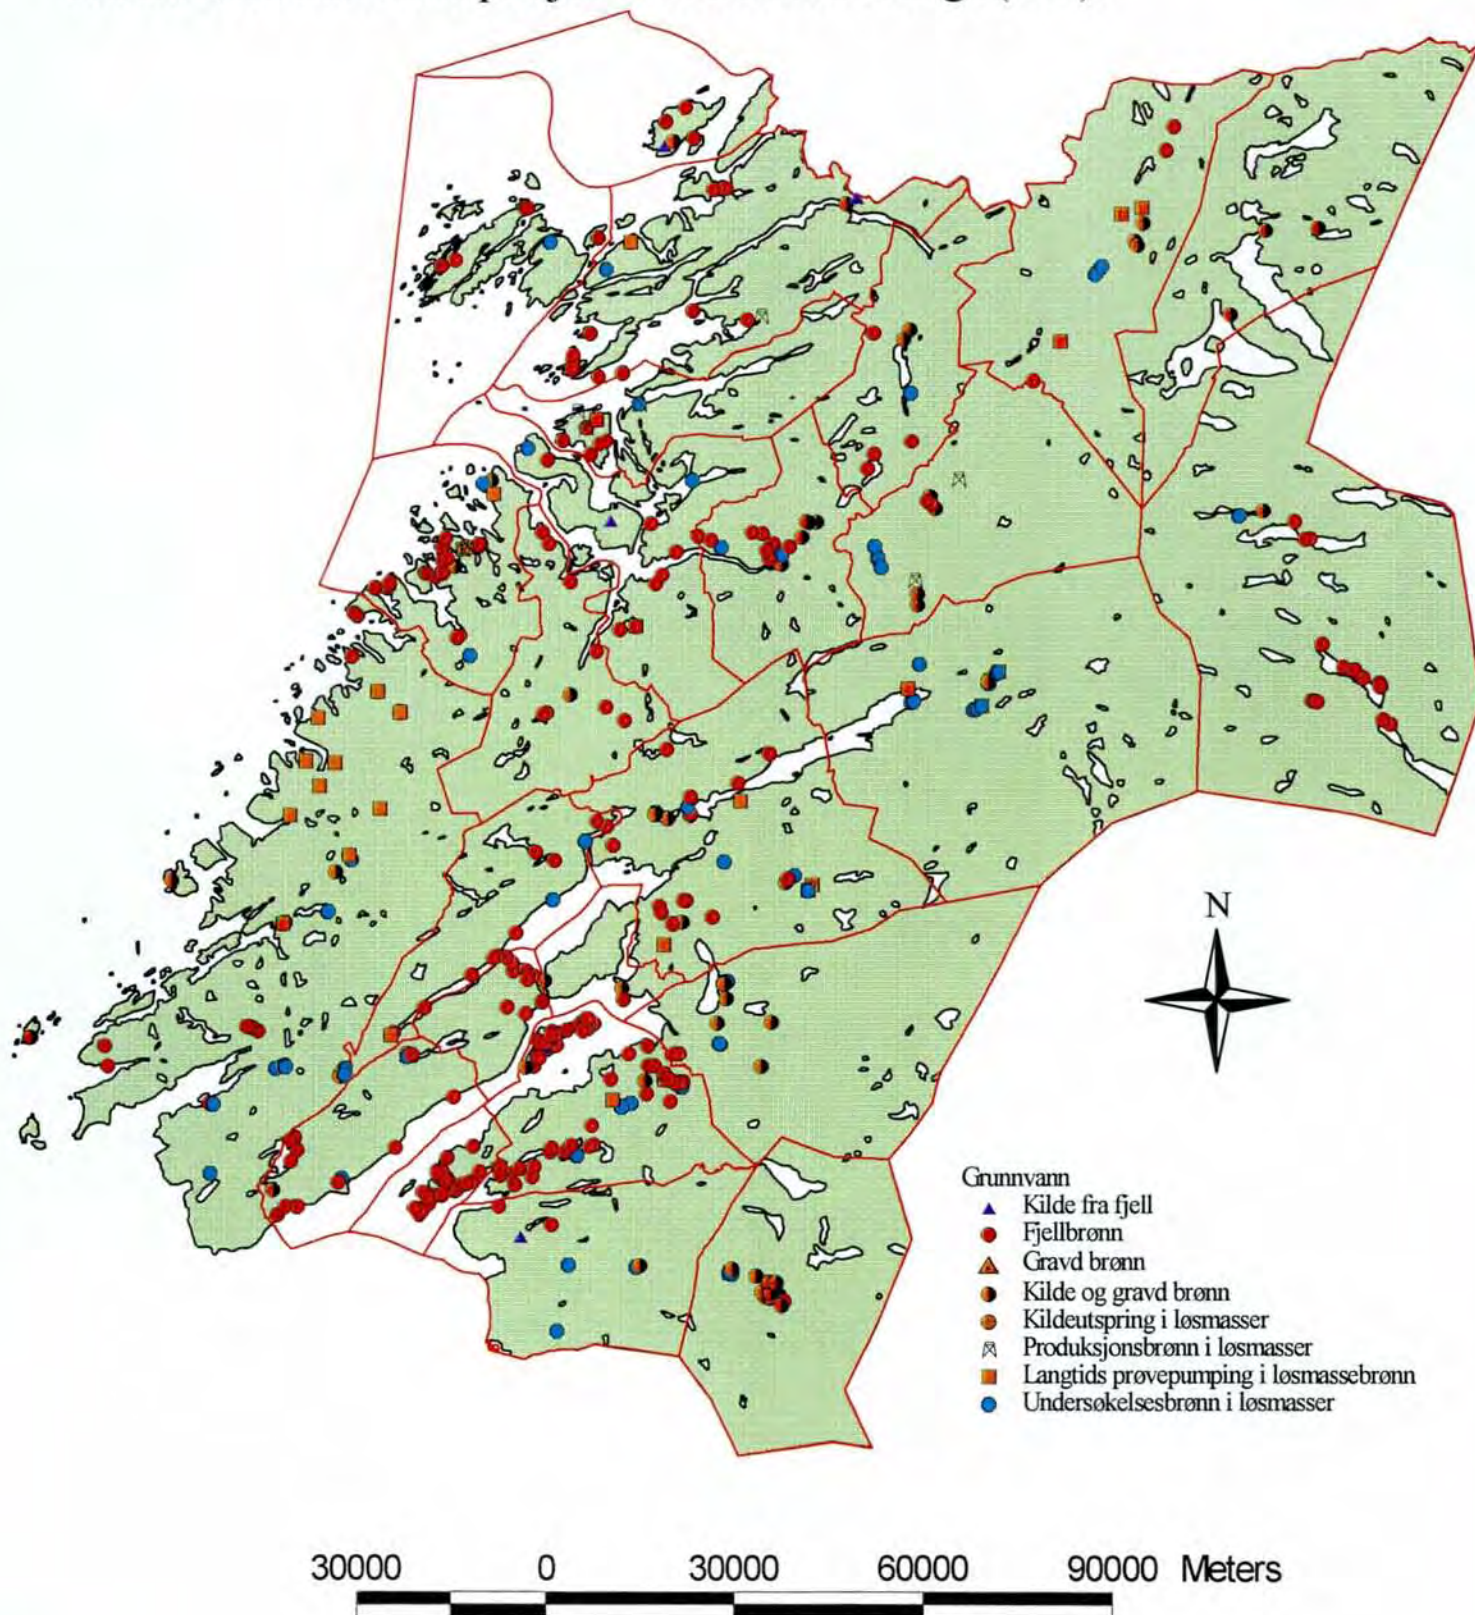 N
Grunnvann
Kilde fra fjell
Fjellbrønn
Gravd brønn
Kilde og gravd brønn
Kildeutspring i løsmasser
Produksjonsbrønn i løsmasser
Langtids prøvepumping i løsmassebrønn
Undersøkelsesbrønn i løsmasser
30000 0 30000 60000 90000 Meters